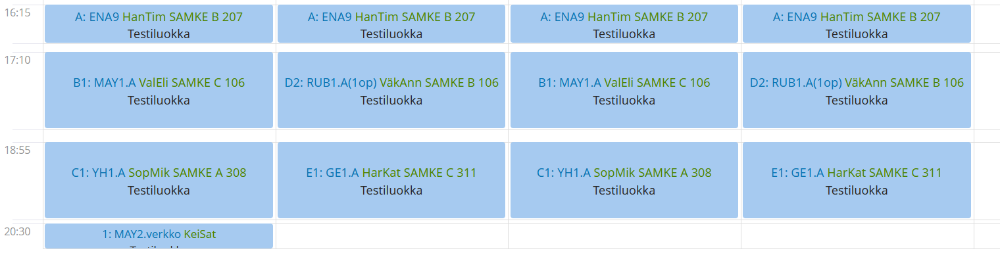 16:15
A: ENA9 HanTim SAMKE B 207
Testiluokka
A: ENA9 HanTim SAMKE B 207
Testiluokka
A: ENA9 HanTim SAMKE B 207
Testiluokka
A: ENA9 HanTim SAMKE B 207
Testiluokka
17:10
B1: MAY1.A ValEli SAMKE C 106
Testiluokka
D2: RUB1.A(1op) VäkAnn SAMKE B 106
Testiluokka
B1: MAY1.A ValEli SAMKE C 106
Testiluokka
D2: RUB1.A(1op) VäkAnn SAMKE B 106
Testiluokka
18:55
C1: YH1.A SopMik SAMKE A 308
Testiluokka
E1: GE1.A HarKat SAMKE C 311
Testiluokka
C1: YH1.A SopMik SAMKE A 308
Testiluokka
E1: GE1.A HarKat SAMKE C 311
Testiluokka
20:30
1: MAY2.verkko KeiSat